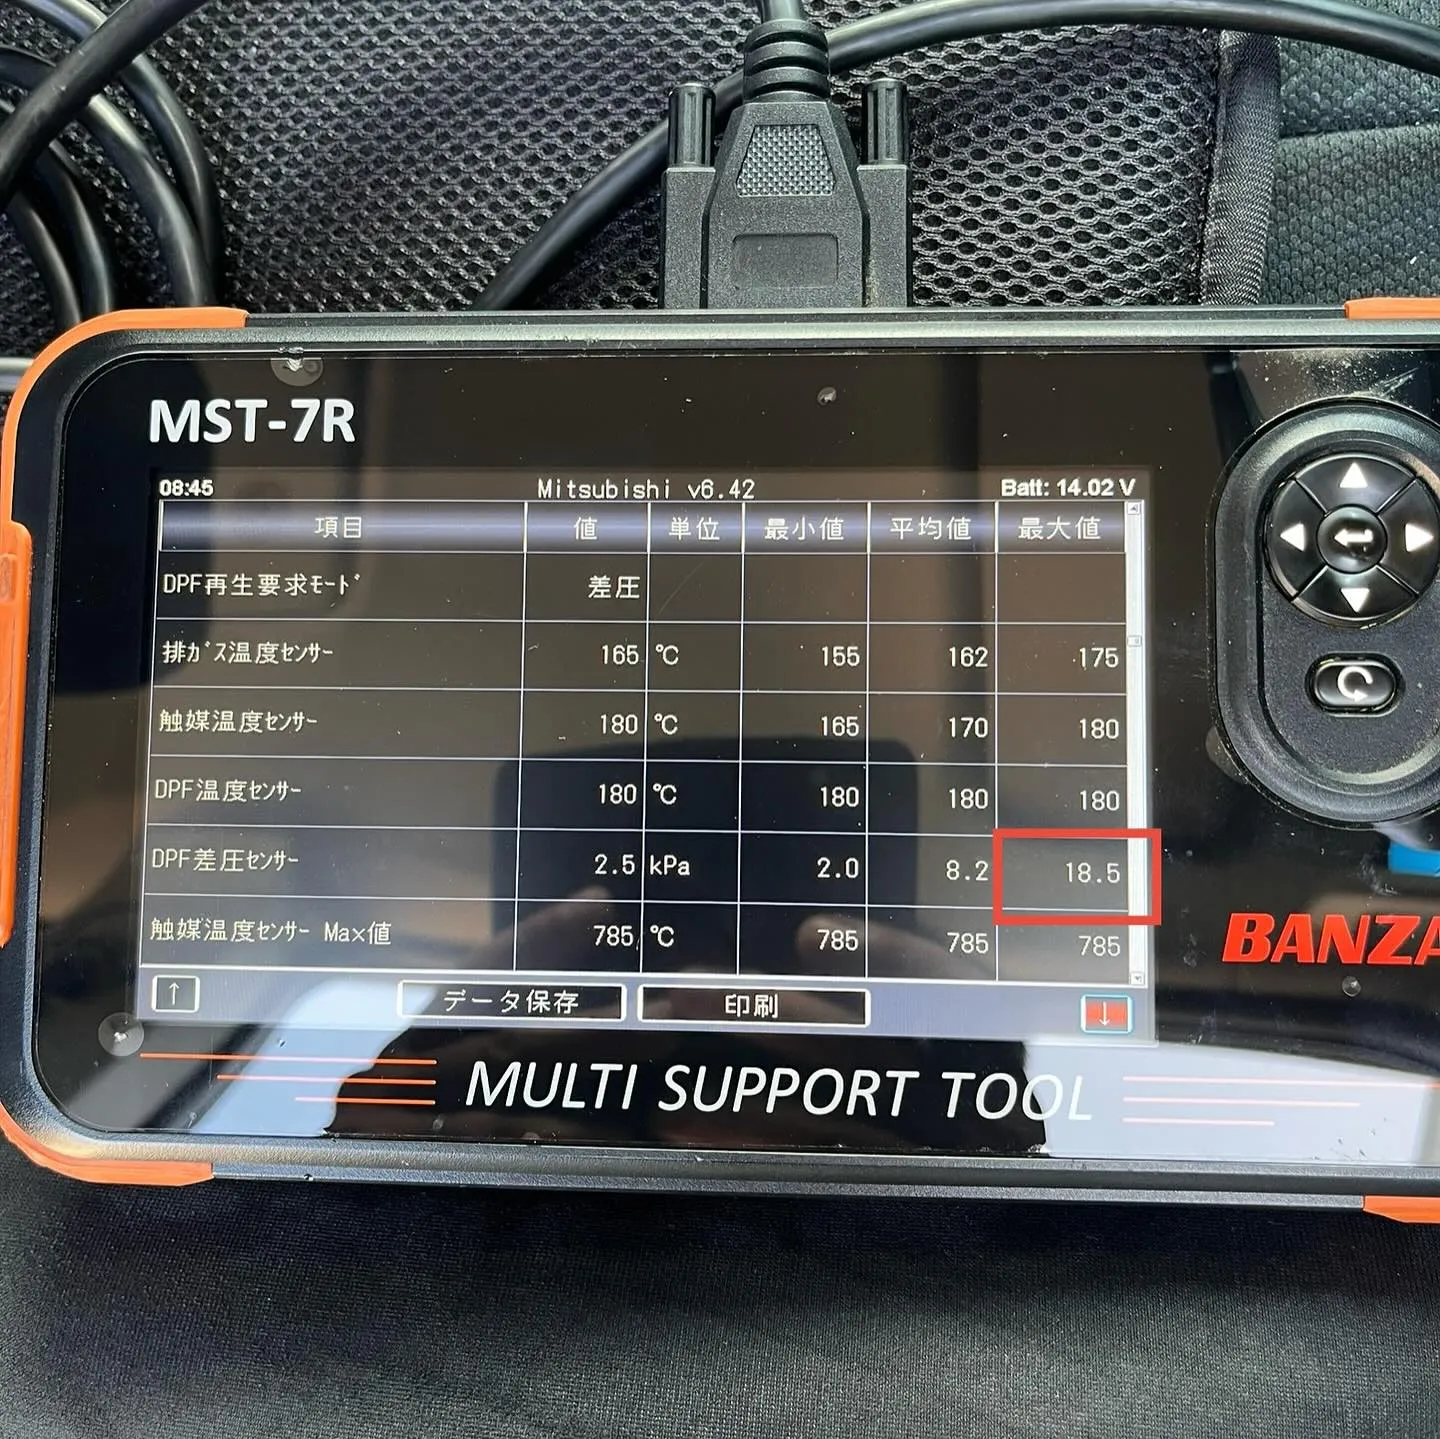 MST-7R
08:45 Mitsubishi v6.42 Batt: 14.02 V
項目 値 単位 最小値 平均値 最大値
DPF再生要求ﾓｰﾄﾞ 差圧
排ｶﾞｽ温度ｾﾝｻｰ 165 ℃ 155 162 175
触媒温度ｾﾝｻｰ 180 ℃ 165 170 180
DPF温度ｾﾝｻｰ 180 ℃ 180 180 180
DPF差圧ｾﾝｻｰ 2.5 kPa 2.0 8.2 18.5
触媒温度ｾﾝｻｰ Max値 785 ℃ 785 785 785
↑ データ保存 印刷 ↓
BANZA
MULTI SUPPORT TOOL